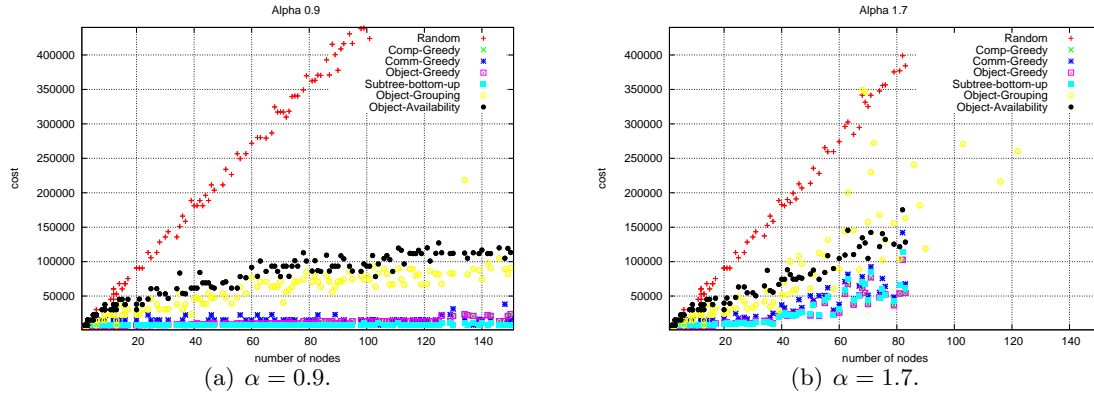 Alpha 0.9
400000
350000
300000
250000
200000
150000
100000
50000
cost
20 40 60 80 100 120 140
number of nodes
Random
Comp-Greedy
Comm-Greedy
Object-Greedy
Subtree-bottom-up
Object-Grouping
Object-Availability
(a) α = 0.9.
Alpha 1.7
400000
350000
300000
250000
200000
150000
100000
50000
cost
20 40 60 80 100 120 140
number of nodes
Random
Comp-Greedy
Comm-Greedy
Object-Greedy
Subtree-bottom-up
Object-Grouping
Object-Availability
(b) α = 1.7.